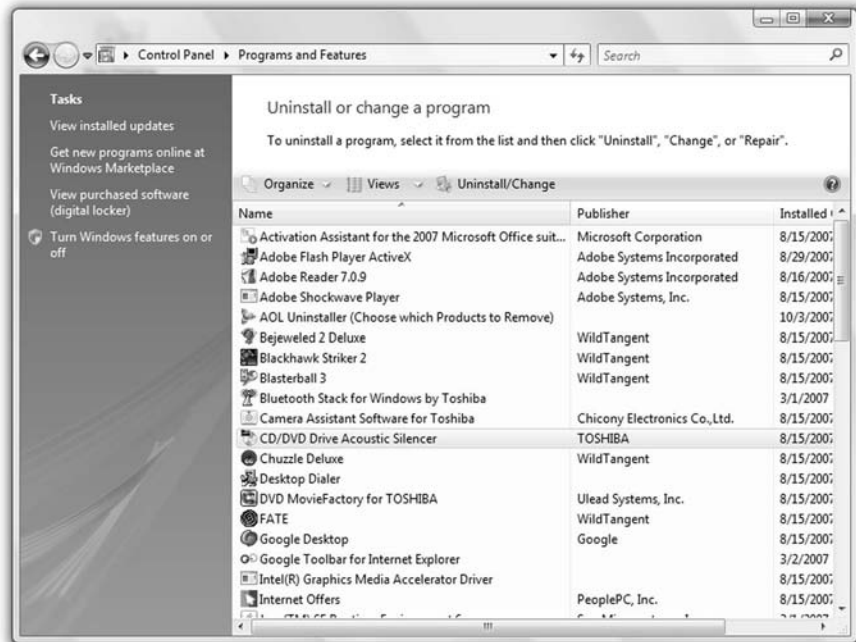 Control Panel Programs and Features
Search
Tasks
View installed updates
Get new programs online at
Windows Marketplace
View purchased software
(digital locker)
Turn Windows features on or
off
Uninstall or change a program
To uninstall a program, select it from the list and then click "Uninstall", "Change", or "Repair".
Organize Views Uninstall/Change
Name Publisher Installed
Activation Assistant for the 2007 Microsoft Office suit... Microsoft Corporation 8/15/2007
Adobe Flash Player ActiveX Adobe Systems Incorporated 8/29/2007
Adobe Reader 7.0.9 Adobe Systems Incorporated 8/16/2007
Adobe Shockwave Player Adobe Systems, Inc. 8/15/2007
AOL Uninstaller (Choose which Products to Remove) 10/3/2007
Bejeweled 2 Deluxe WildTangent 8/15/2007
Blackhawk Striker 2 WildTangent 8/15/2007
Blasterball 3 WildTangent 8/15/2007
Bluetooth Stack for Windows by Toshiba 3/1/2007
Camera Assistant Software for Toshiba Chicony Electronics Co.,Ltd. 8/15/2007
CD/DVD Drive Acoustic Silencer TOSHIBA 8/15/2007
Chuzzle Deluxe WildTangent 8/15/2007
Desktop Dialer 8/15/2007
DVD MovieFactory for TOSHIBA Ulead Systems, Inc. 8/15/2007
FATE WildTangent 8/15/2007
Google Desktop Google 8/15/2007
Google Toolbar for Internet Explorer 3/2/2007
Intel(R) Graphics Media Accelerator Driver 8/15/2007
Internet Offers PeoplePC, Inc. 8/15/2007